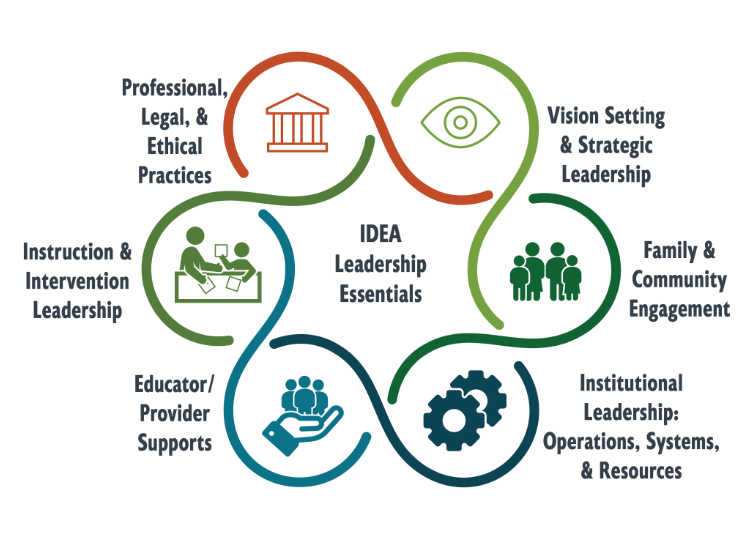 Professional,
Legal, &
Ethical
Practices
Vision Setting
& Strategic
Leadership
IDEA
Leadership
Essentials
Instruction &
Intervention
Leadership
Family &
Community
Engagement
Educator/
Provider
Supports
Institutional
Leadership:
Operations, Systems,
& Resources